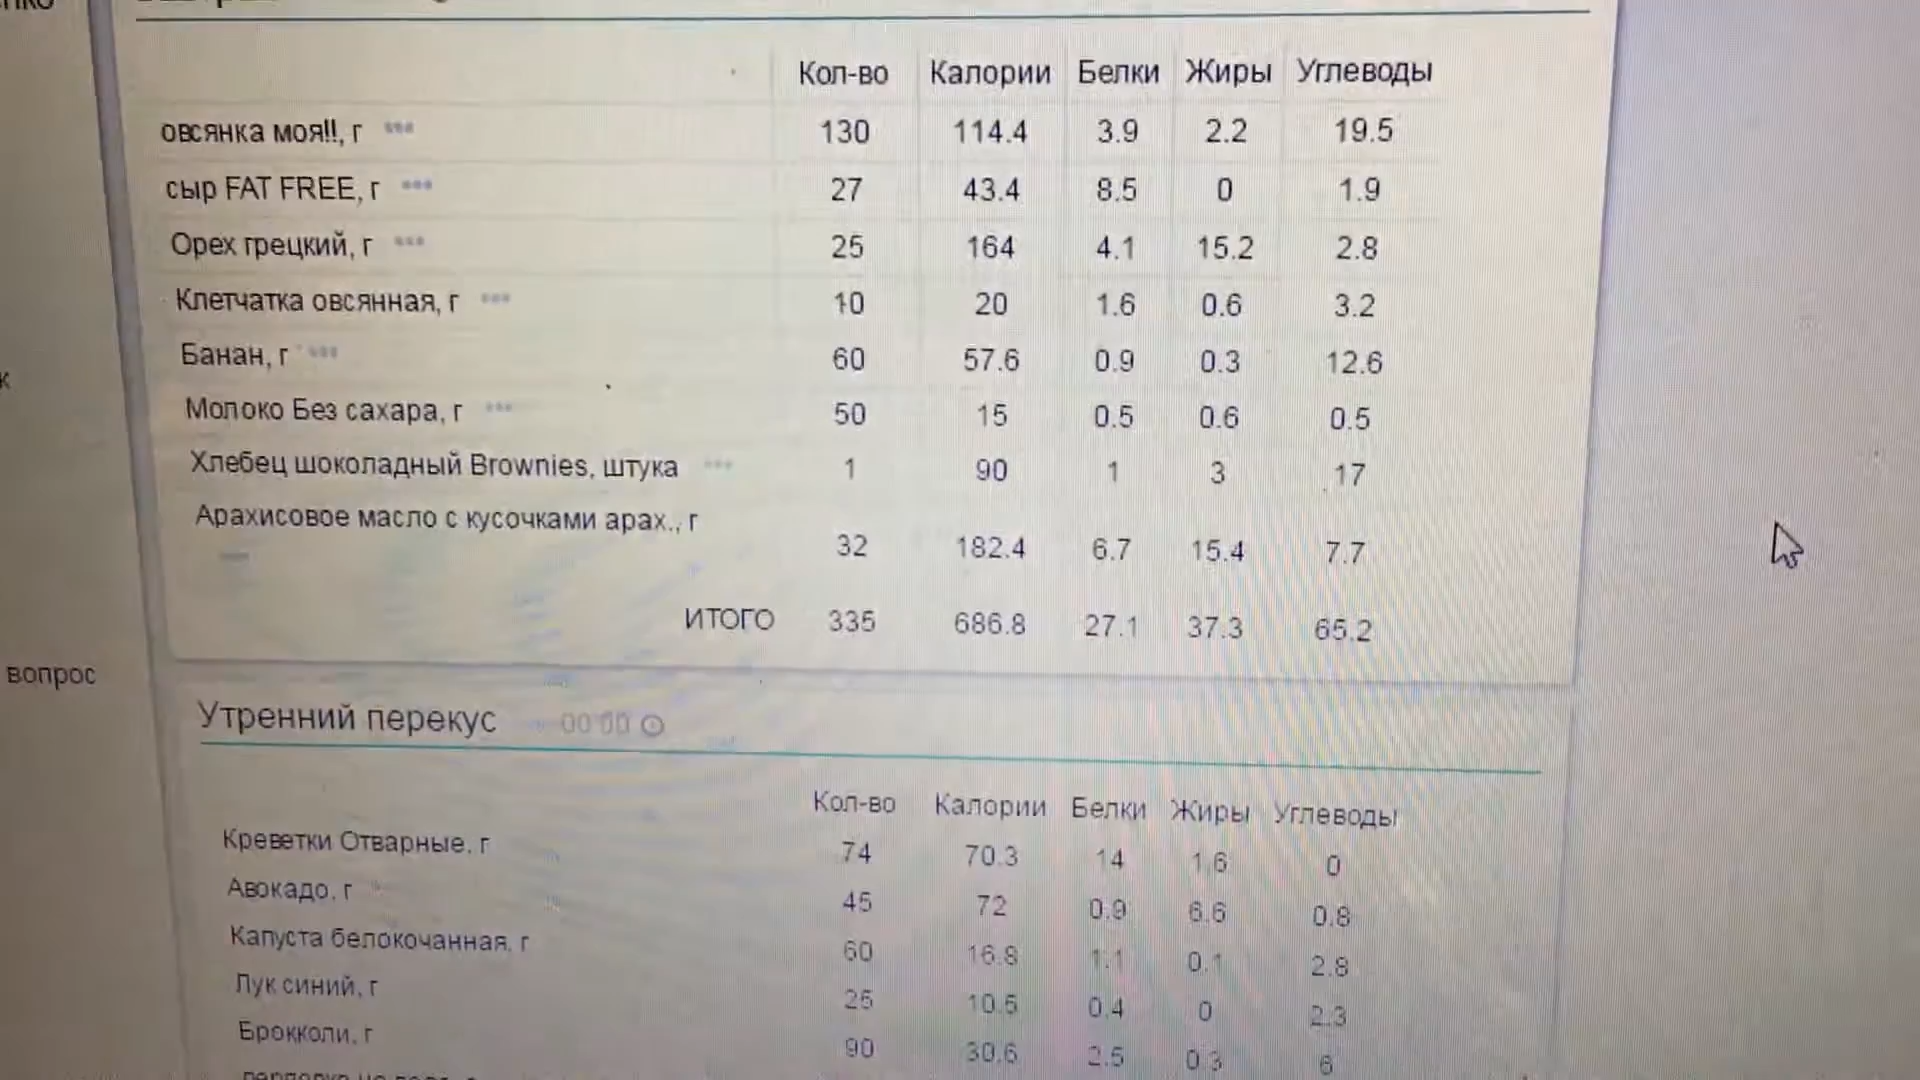 Кол-во Калории Белки Жиры Углеводы
овсянка моя!!, г 130 114.4 3.9 2.2 19.5
сыр FAT FREE, г 27 43.4 8.5 0 1.9
Орех грецкий, г 25 164 4.1 15.2 2.8
Клетчатка овсянная, г 10 20 1.6 0.6 3.2
Банан, г 60 57.6 0.9 0.3 12.6
Молоко Без сахара, г 50 15 0.5 0.6 0.5
Хлебец шоколадный Brownies, штука 1 90 1 3 17
Арахисовое масло с кусочками арах., г 32 182.4 6.7 15.4 7.7
ИТОГО 335 686.8 27.1 37.3 65.2
вопрос
Утренний перекус 00:00
Кол-во Калории Белки Жиры Углеводы
Креветки Отварные, г 74 70.3 14 1.6 0
Авокадо, г 45 72 0.9 6.6 0.8
Капуста белокочанная, г 60 16.8 1.1 0.1 2.8
Лук синий, г 25 10.5 0.4 0 2.3
Брокколи, г 90 30.6 2.5 0.3 6